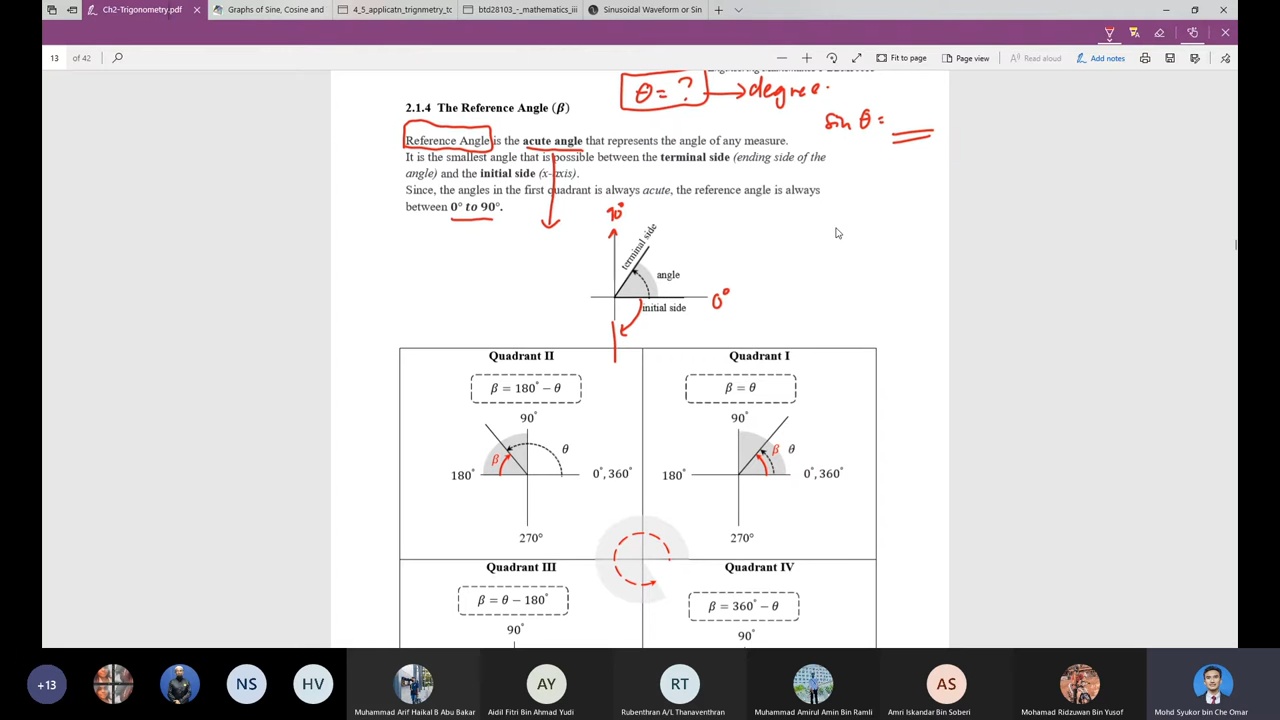 Ch2-Trigonometry.pdf
Graphs of Sine, Cosine and
4_5_applicatn_trignmetry_tc
btd28103_-_mathematics_iii
Sinusoidal Waveform or Sin
13 of 42
Fit to page
Page view
Read aloud
Add notes
θ = ? → degree.
sin θ =
2.1.4 The Reference Angle (β)
Reference Angle is the acute angle that represents the angle of any measure.
It is the smallest angle that is possible between the terminal side (ending side of the
angle) and the initial side (x-axis).
Since, the angles in the first quadrant is always acute, the reference angle is always
between 0° to 90°.
90°
terminal side
angle
0°
initial side
Quadrant II
β = 180° − θ
90°
β
θ
180°
0°, 360°
270°
Quadrant I
β = θ
90°
β θ
180°
0°, 360°
270°
Quadrant III
β = θ − 180°
90°
Quadrant IV
β = 360° − θ
90°
+13
NS
HV
AY
RT
AS
Muhammad Arif Haikal B Abu Bakar
Aidil Fitri Bin Ahmad Yudi
Rubenthran A/L Thanaventhran
Muhammad Amirul Amin Bin Ramli
Amri Iskandar Bin Soberi
Mohamad Ridzuwan Bin Yusof
Mohd Syukor bin Che Omar